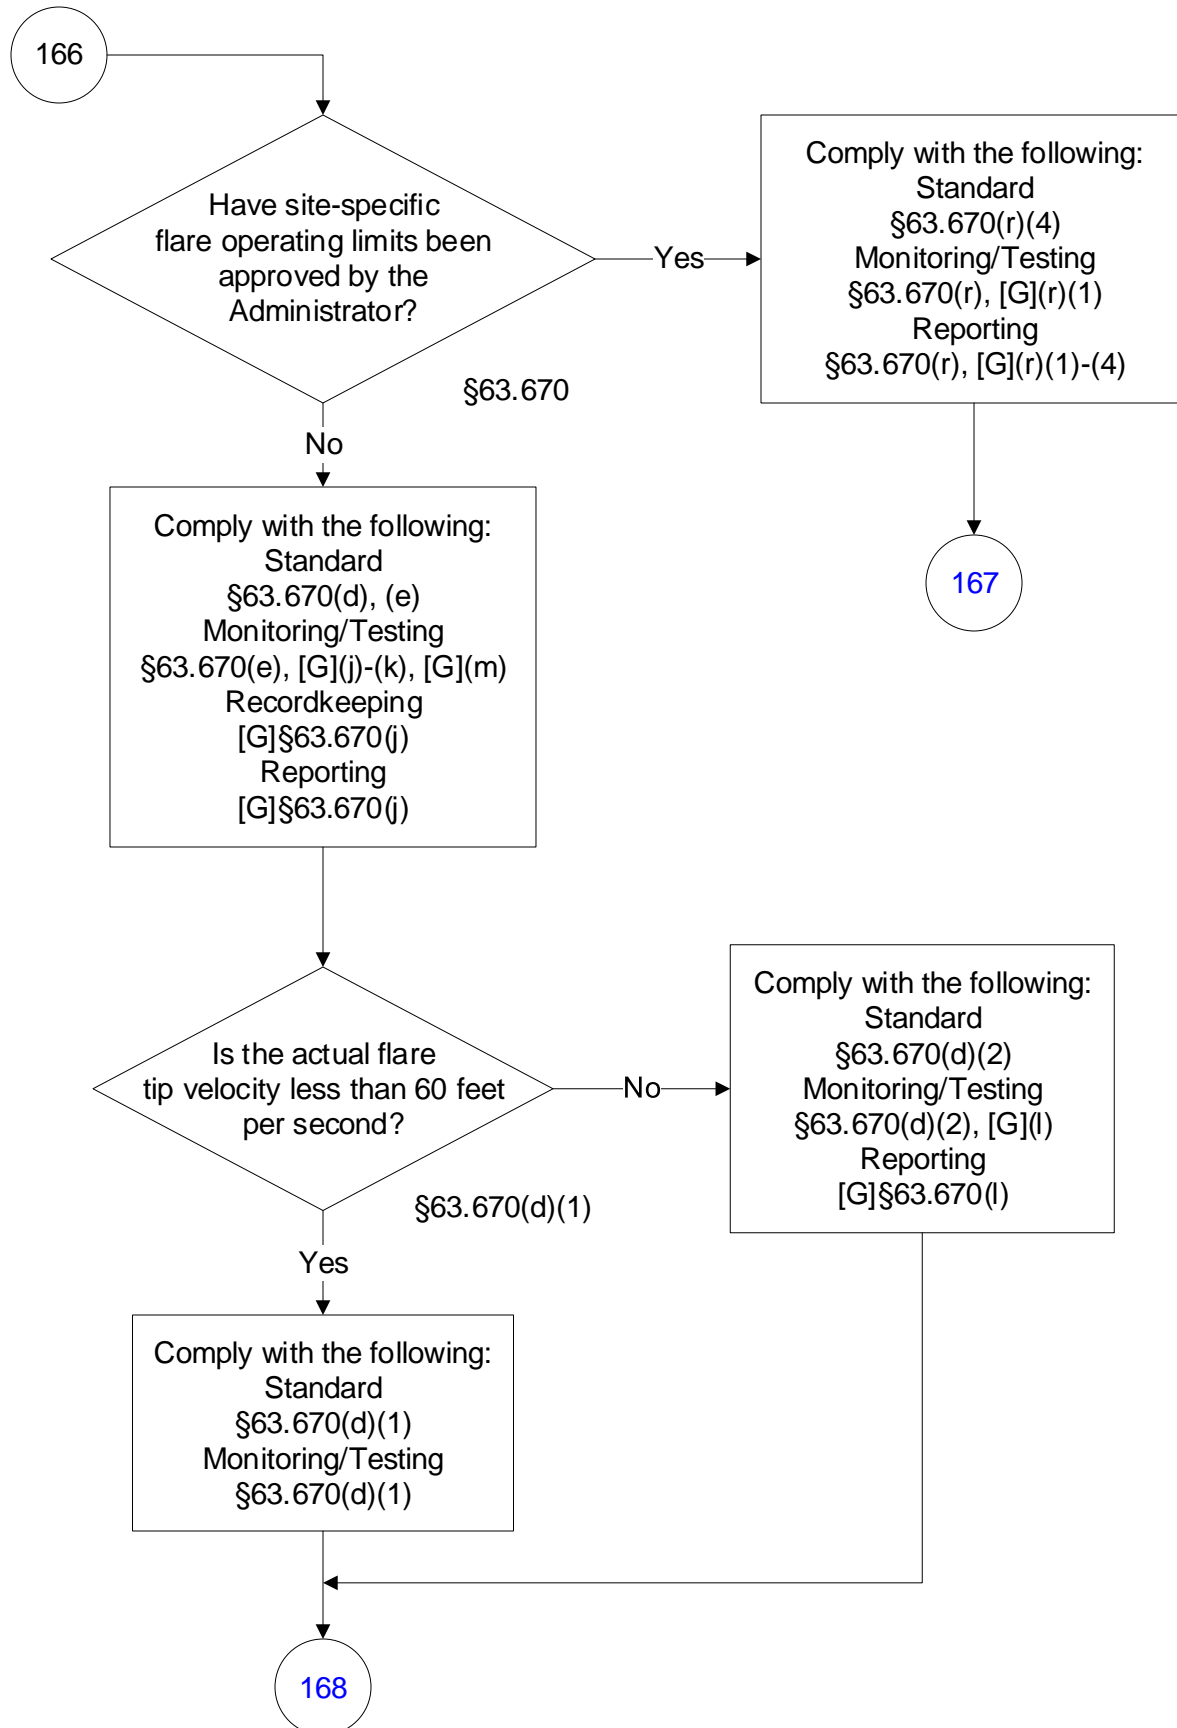 166
Have site-specific
flare operating limits been
approved by the
Administrator?
§63.670
Yes
Comply with the following:
Standard
§63.670(r)(4)
Monitoring/Testing
§63.670(r), [G](r)(1)
Reporting
§63.670(r), [G](r)(1)-(4)
167
No
Comply with the following:
Standard
§63.670(d), (e)
Monitoring/Testing
§63.670(e), [G](j)-(k), [G](m)
Recordkeeping
[G]§63.670(j)
Reporting
[G]§63.670(j)
Is the actual flare
tip velocity less than 60 feet
per second?
§63.670(d)(1)
No
Comply with the following:
Standard
§63.670(d)(2)
Monitoring/Testing
§63.670(d)(2), [G](l)
Reporting
[G]§63.670(l)
Yes
Comply with the following:
Standard
§63.670(d)(1)
Monitoring/Testing
§63.670(d)(1)
168